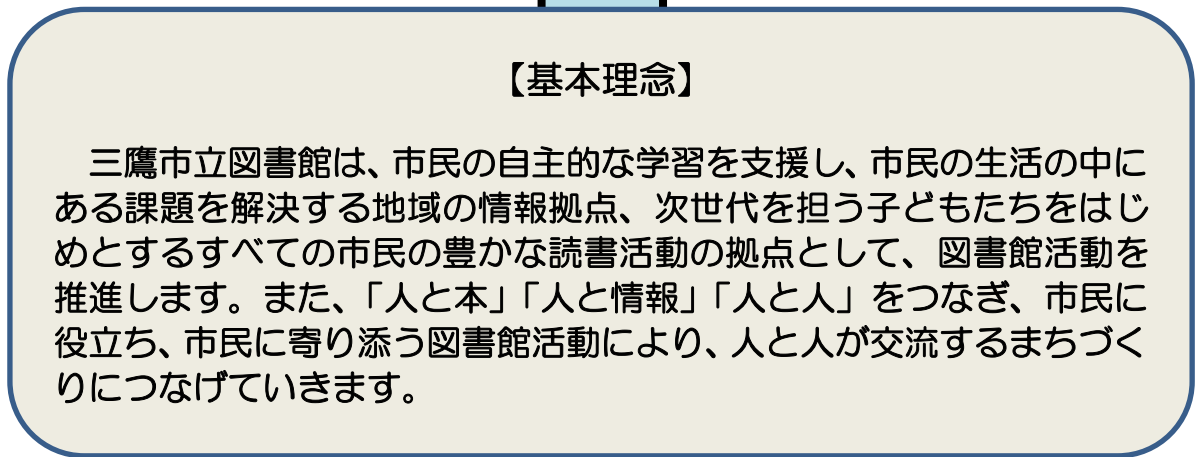 【基本理念】
　三鷹市立図書館は、市民の自主的な学習を支援し、市民の生活の中に
ある課題を解決する地域の情報拠点、次世代を担う子どもたちをはじ
めとするすべての市民の豊かな読書活動の拠点として、図書館活動を
推進します。また、「人と本」「人と情報」「人と人」をつなぎ、市民に
役立ち、市民に寄り添う図書館活動により、人と人が交流するまちづく
りにつなげていきます。